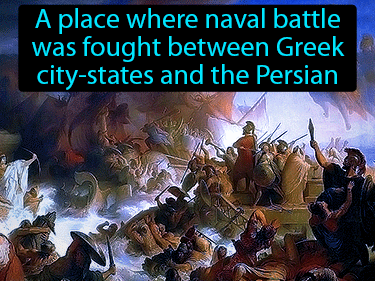 A place where naval battle
was fought between Greek
city-states and the Persian